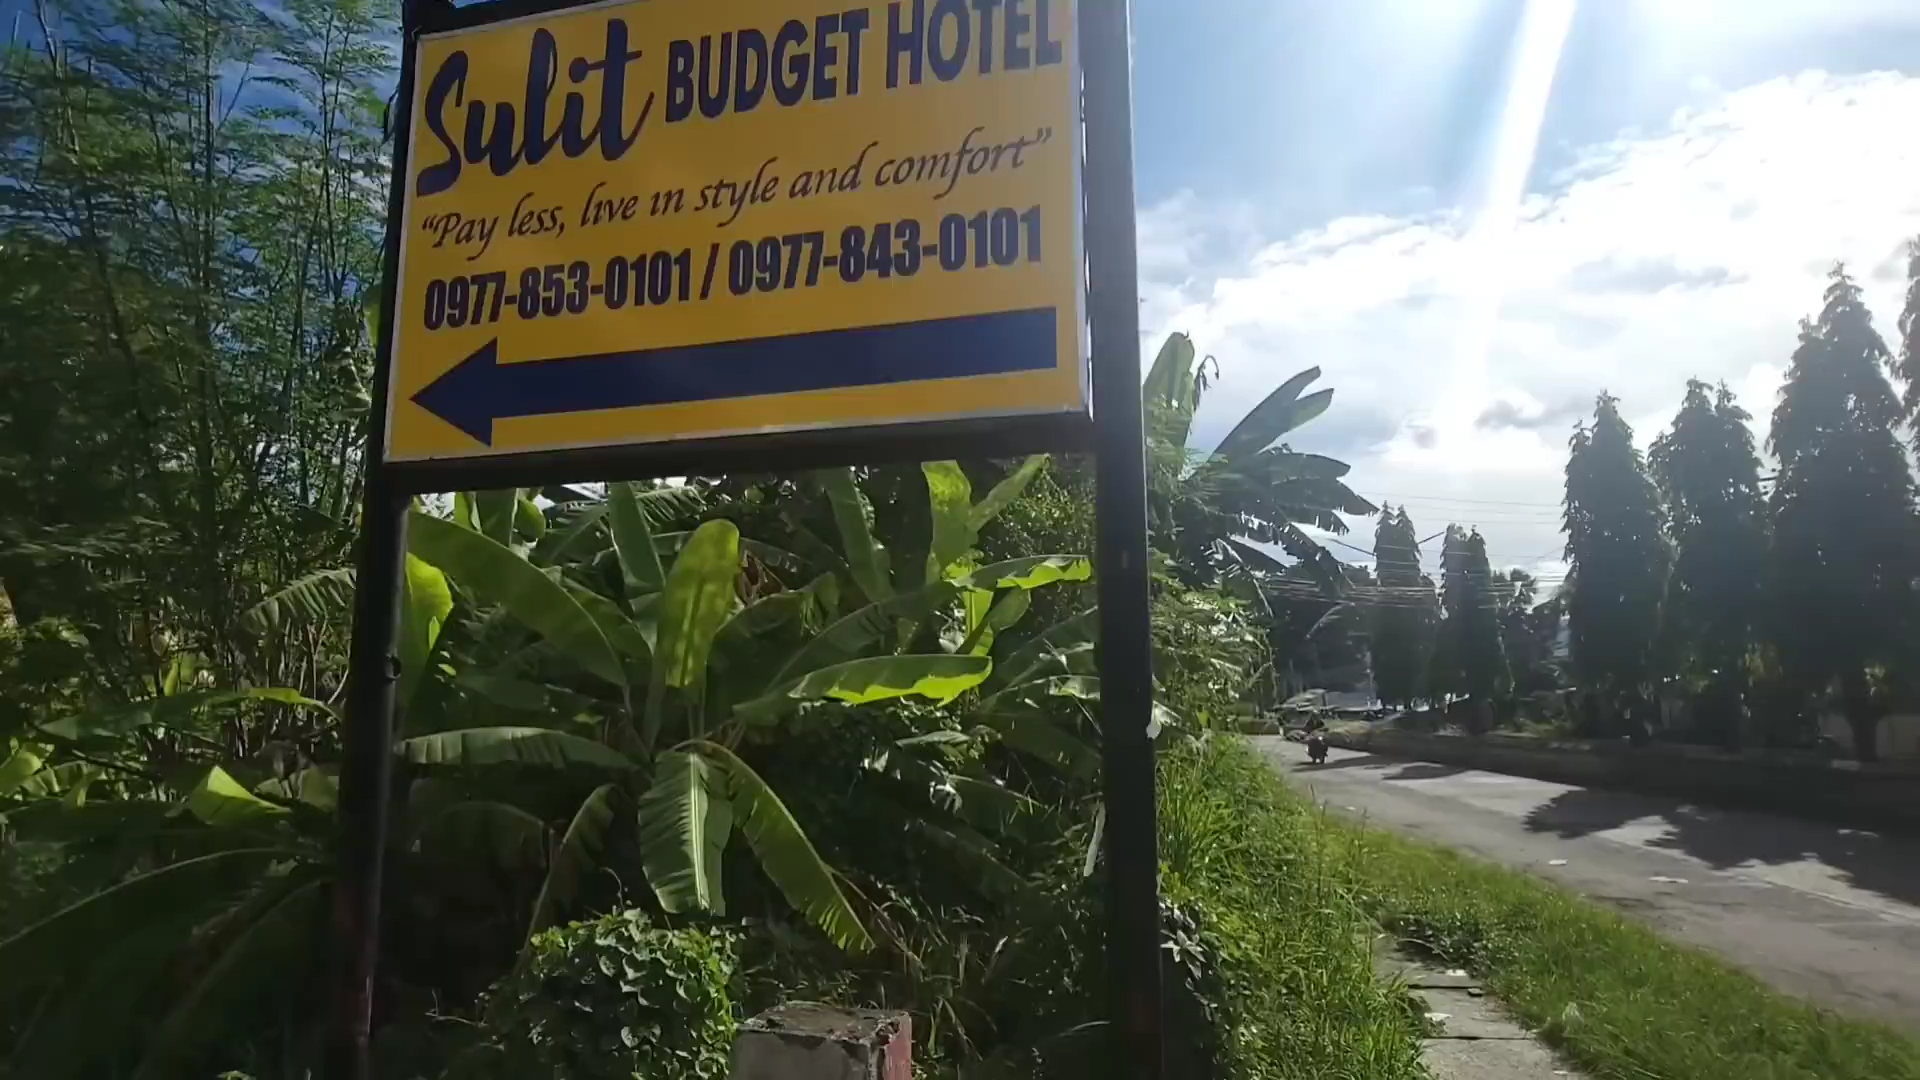 Sulit BUDGET HOTEL
“Pay less, live in style and comfort”
0977-853-0101 / 0977-843-0101